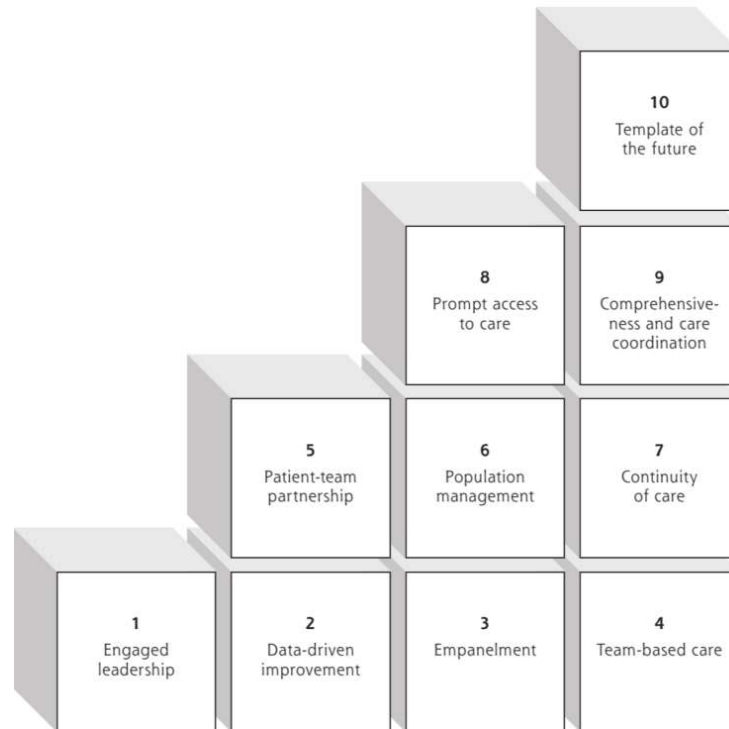 10
Template of
the future
8
Prompt access
to care
9
Comprehensive-
ness and care
coordination
5
Patient-team
partnership
6
Population
management
7
Continuity
of care
1
Engaged
leadership
2
Data-driven
improvement
3
Empanelment
4
Team-based care